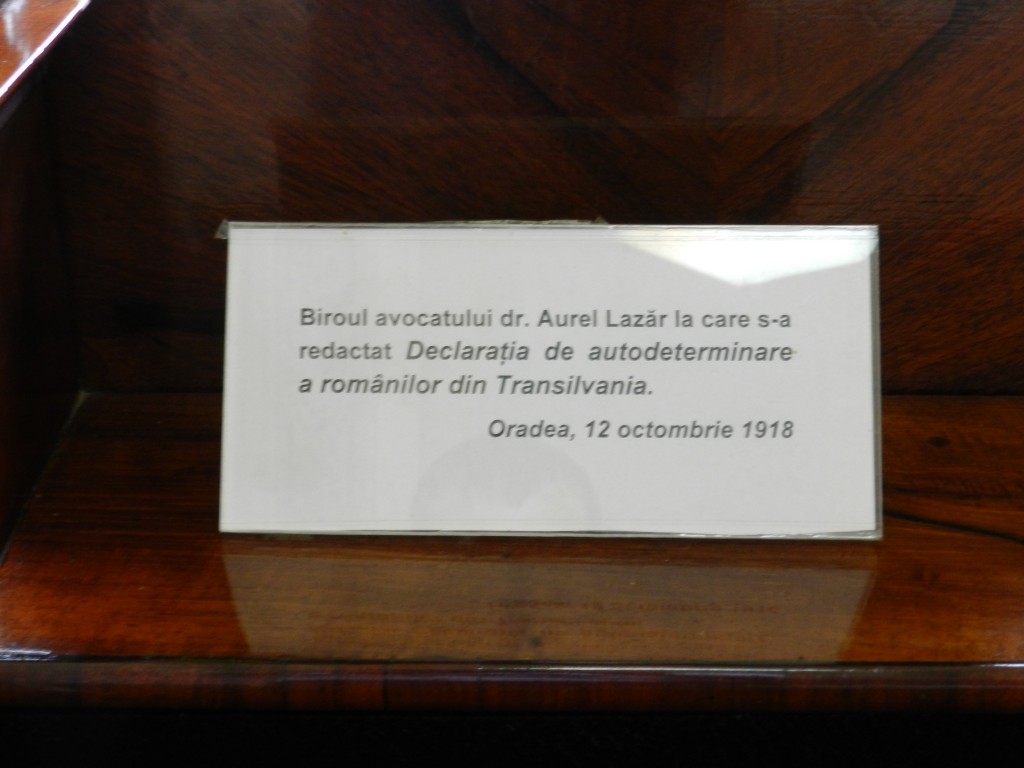 Biroul avocatului dr. Aurel Lazăr la care s-a
redactat Declarația de autodeterminare
a românilor din Transilvania.
Oradea, 12 octombrie 1918